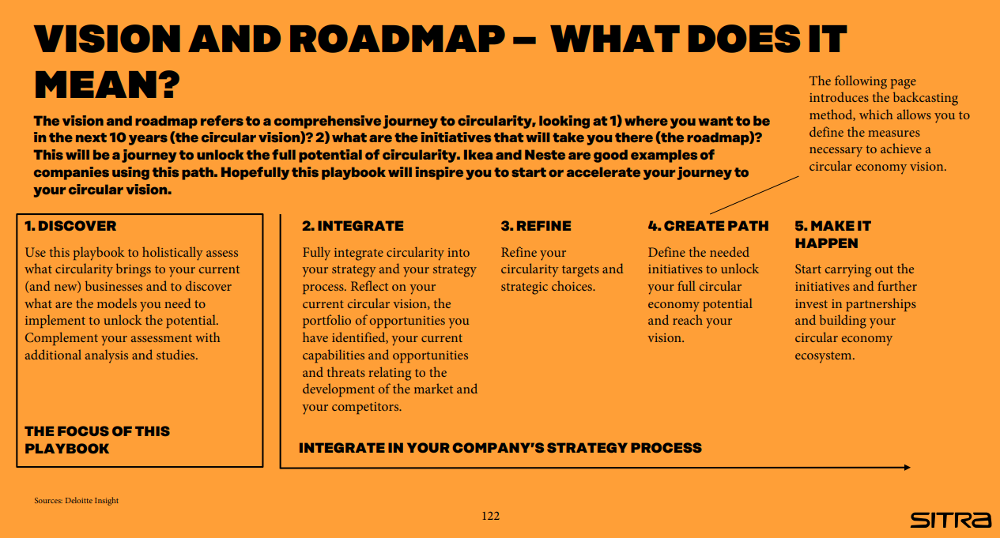 VISION AND ROADMAP – WHAT DOES IT
MEAN?
The vision and roadmap refers to a comprehensive journey to circularity, looking at 1) where you want to be
in the next 10 years (the circular vision)? 2) what are the initiatives that will take you there (the roadmap)?
This will be a journey to unlock the full potential of circularity. Ikea and Neste are good examples of
companies using this path. Hopefully this playbook will inspire you to start or accelerate your journey to
your circular vision.
The following page
introduces the backcasting
method, which allows you to
define the measures
necessary to achieve a
circular economy vision.
1. DISCOVER
Use this playbook to holistically assess
what circularity brings to your current
(and new) businesses and to discover
what are the models you need to
implement to unlock the potential.
Complement your assessment with
additional analysis and studies.
THE FOCUS OF THIS
PLAYBOOK
2. INTEGRATE
Fully integrate circularity into
your strategy and your strategy
process. Reflect on your
current circular vision, the
portfolio of opportunities you
have identified, your current
capabilities and opportunities
and threats relating to the
development of the market and
your competitors.
3. REFINE
Refine your
circularity targets and
strategic choices.
4. CREATE PATH
Define the needed
initiatives to unlock
your full circular
economy potential
and reach your
vision.
5. MAKE IT
HAPPEN
Start carrying out the
initiatives and further
invest in partnerships
and building your
circular economy
ecosystem.
INTEGRATE IN YOUR COMPANY'S STRATEGY PROCESS
Sources: Deloitte Insight
122
SITRA